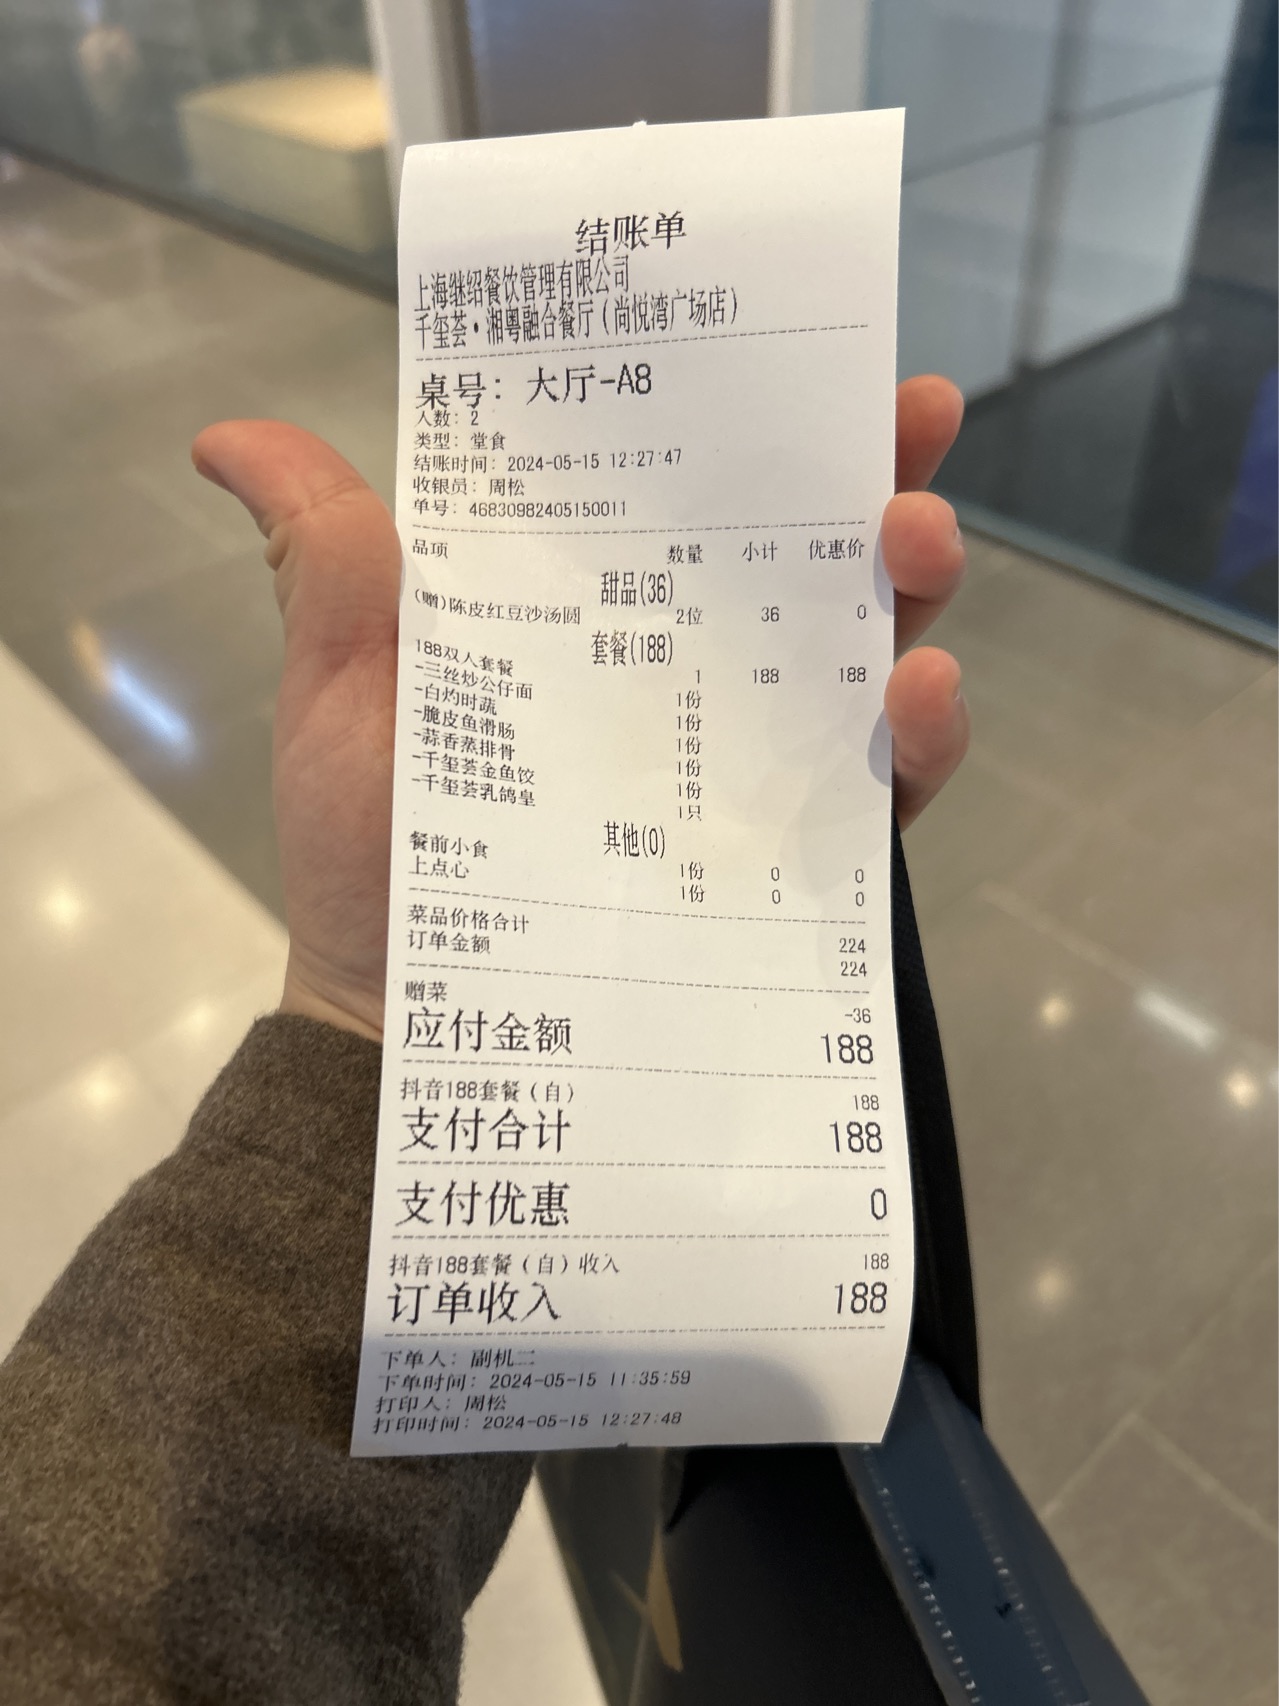 结账单
上海继绍餐饮管理有限公司
千玺荟•湘粤融合餐厅(尚悦湾广场店)
桌号: 大厅-A8
人数: 2
类型: 堂食
结账时间: 2024-05-15 12:27:47
收银员: 周松
单号: 46830982405150011
品项 数量 小计 优惠价
甜品(36)
(赠)陈皮红豆沙汤圆 2位 36 0
套餐(188)
188双人套餐 1 188 188
-三丝炒公仔面 1份
-白灼时蔬 1份
-脆皮鱼滑肠 1份
-蒜香蒸排骨 1份
-千玺荟金鱼饺 1份
-千玺荟乳鸽皇 1只
其他(0)
餐前小食 1份 0 0
上点心 1份 0 0
菜品价格合计 224
订单金额 224
赠菜 -36
应付金额 188
抖音188套餐(自) 188
支付合计 188
支付优惠 0
抖音188套餐(自)收入 188
订单收入 188
下单人: 副机二
下单时间: 2024-05-15 11:35:59
打印人: 周松
打印时间: 2024-05-15 12:27:48